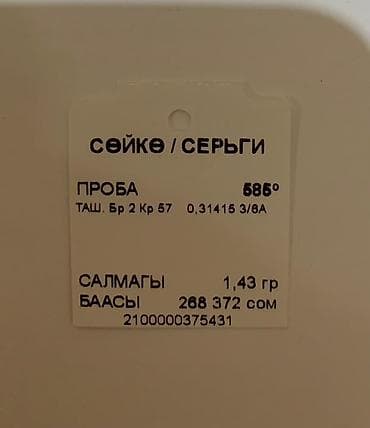 СӨЙКӨ / СЕРЬГИ
ПРОБА 585°
ТАШ. Бр 2 Кр 57 0,31415 3/6А
САЛМАГЫ 1,43 гр
БААСЫ 268 372 сом
2100000375431